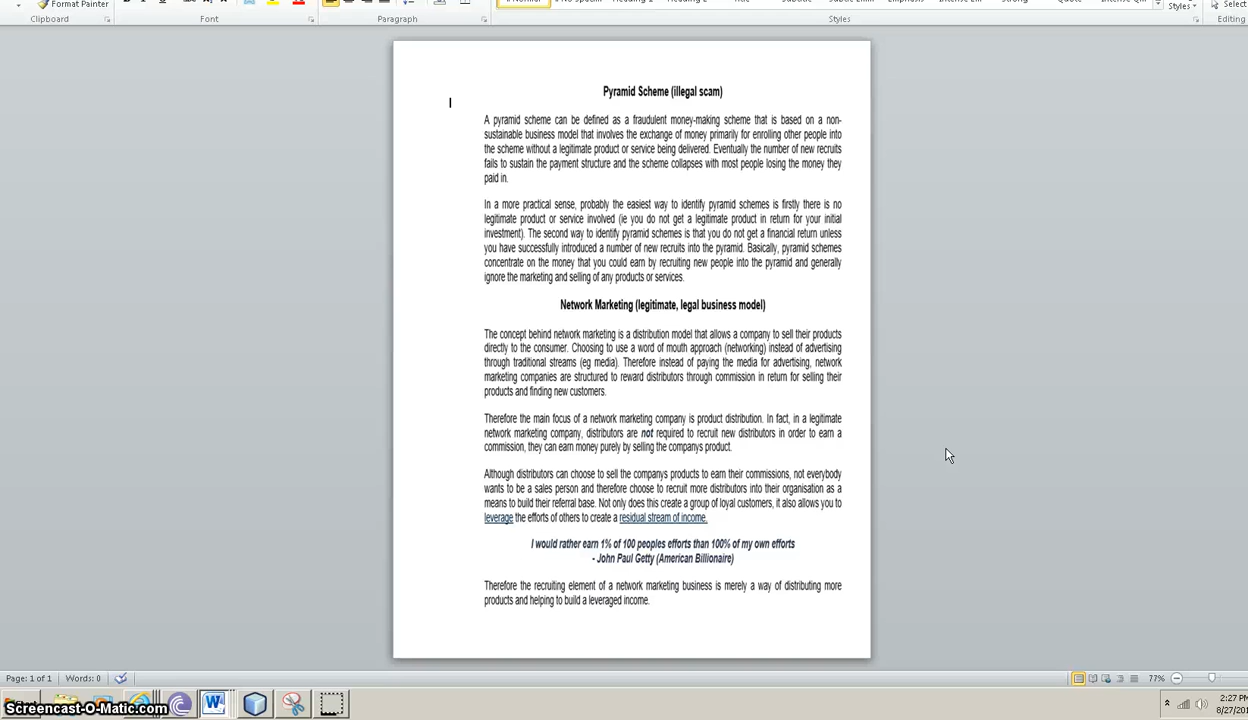 Format Painter
Clipboard
Font
Paragraph
Styles
Styles
Select
Editing
Pyramid Scheme (illegal scam)
A pyramid scheme can be defined as a fraudulent money-making scheme that is based on a non-
sustainable business model that involves the exchange of money primarily for enrolling other people into
the scheme without a legitimate product or service being delivered. Eventually the number of new recruits
fails to sustain the payment structure and the scheme collapses with most people losing the money they
paid in.
In a more practical sense, probably the easiest way to identify pyramid schemes is firstly there is no
legitimate product or service involved (ie you do not get a legitimate product in return for your initial
investment). The second way to identify pyramid schemes is that you do not get a financial return unless
you have successfully introduced a number of new recruits into the pyramid. Basically, pyramid schemes
concentrate on the money that you could earn by recruiting new people into the pyramid and generally
ignore the marketing and selling of any products or services.
Network Marketing (legitimate, legal business model)
The concept behind network marketing is a distribution model that allows a company to sell their products
directly to the consumer. Choosing to use a word of mouth approach (networking) instead of advertising
through traditional streams (eg media). Therefore instead of paying the media for advertising, network
marketing companies are structured to reward distributors through commission in return for selling their
products and finding new customers.
Therefore the main focus of a network marketing company is product distribution. In fact, in a legitimate
network marketing company, distributors are not required to recruit new distributors in order to earn a
commission, they can earn money purely by selling the companys product.
Although distributors can choose to sell the companys products to earn their commissions, not everybody
wants to be a sales person and therefore choose to recruit more distributors into their organisation as a
means to build their referral base. Not only does this create a group of loyal customers, it also allows you to
leverage the efforts of others to create a residual stream of income.
I would rather earn 1% of 100 peoples efforts than 100% of my own efforts
- John Paul Getty (American Billionaire)
Therefore the recruiting element of a network marketing business is merely a way of distributing more
products and helping to build a leveraged income.
Page: 1 of 1
Words: 0
77%
Screencast-O-Matic.com
2:27 PM
8/27/20